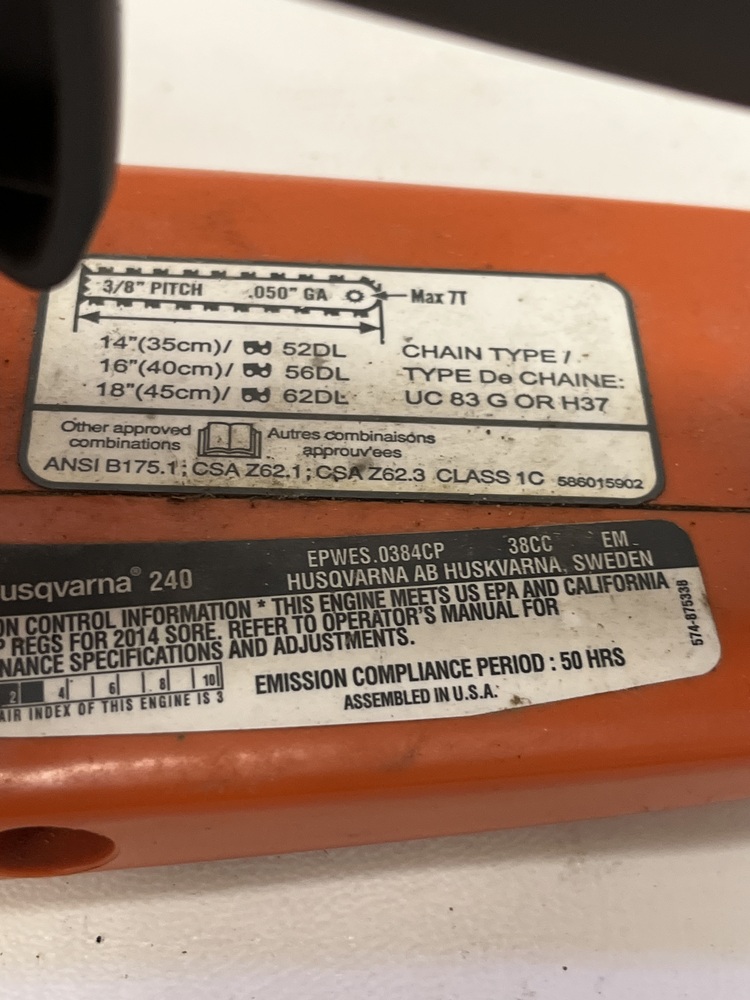 3/8" PITCH .050" GA Max 7T
14"(35cm)/ 52DL
16"(40cm)/ 56DL
18"(45cm)/ 62DL
CHAIN TYPE /
TYPE De CHAINE:
UC 83 G OR H37
Other approved
combinations
Autres combinaisons
approuv'ees
ANSI B175.1; CSA Z62.1; CSA Z62.3 CLASS 1C 586015902
usqvarna® 240
EPWES.0384CP 38CC EM
HUSQVARNA AB HUSKVARNA, SWEDEN
ON CONTROL INFORMATION * THIS ENGINE MEETS US EPA AND CALIFORNIA
P REGS FOR 2014 SORE. REFER TO OPERATOR'S MANUAL FOR
NANCE SPECIFICATIONS AND ADJUSTMENTS.
2 4 6 8 10
AIR INDEX OF THIS ENGINE IS 3
EMISSION COMPLIANCE PERIOD : 50 HRS
ASSEMBLED IN U.S.A.